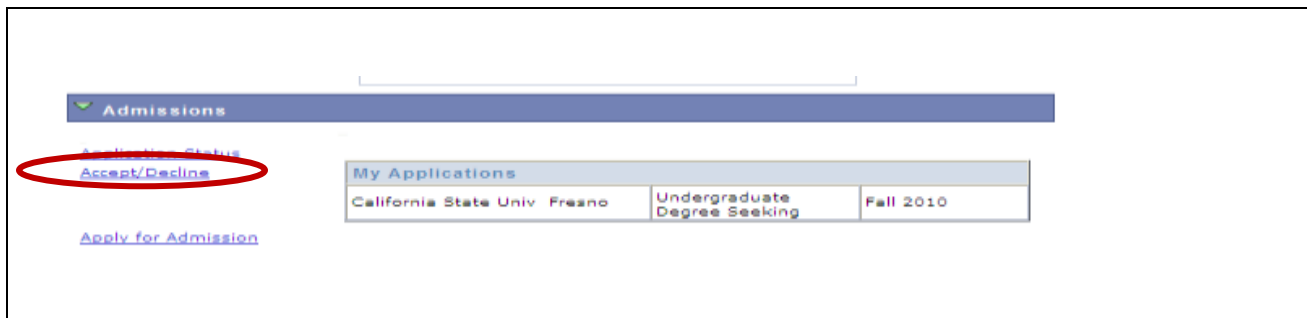 Admissions
Application Status
Accept/Decline
My Applications
California State Univ Fresno
Undergraduate
Degree Seeking
Fall 2010
Apply for Admission